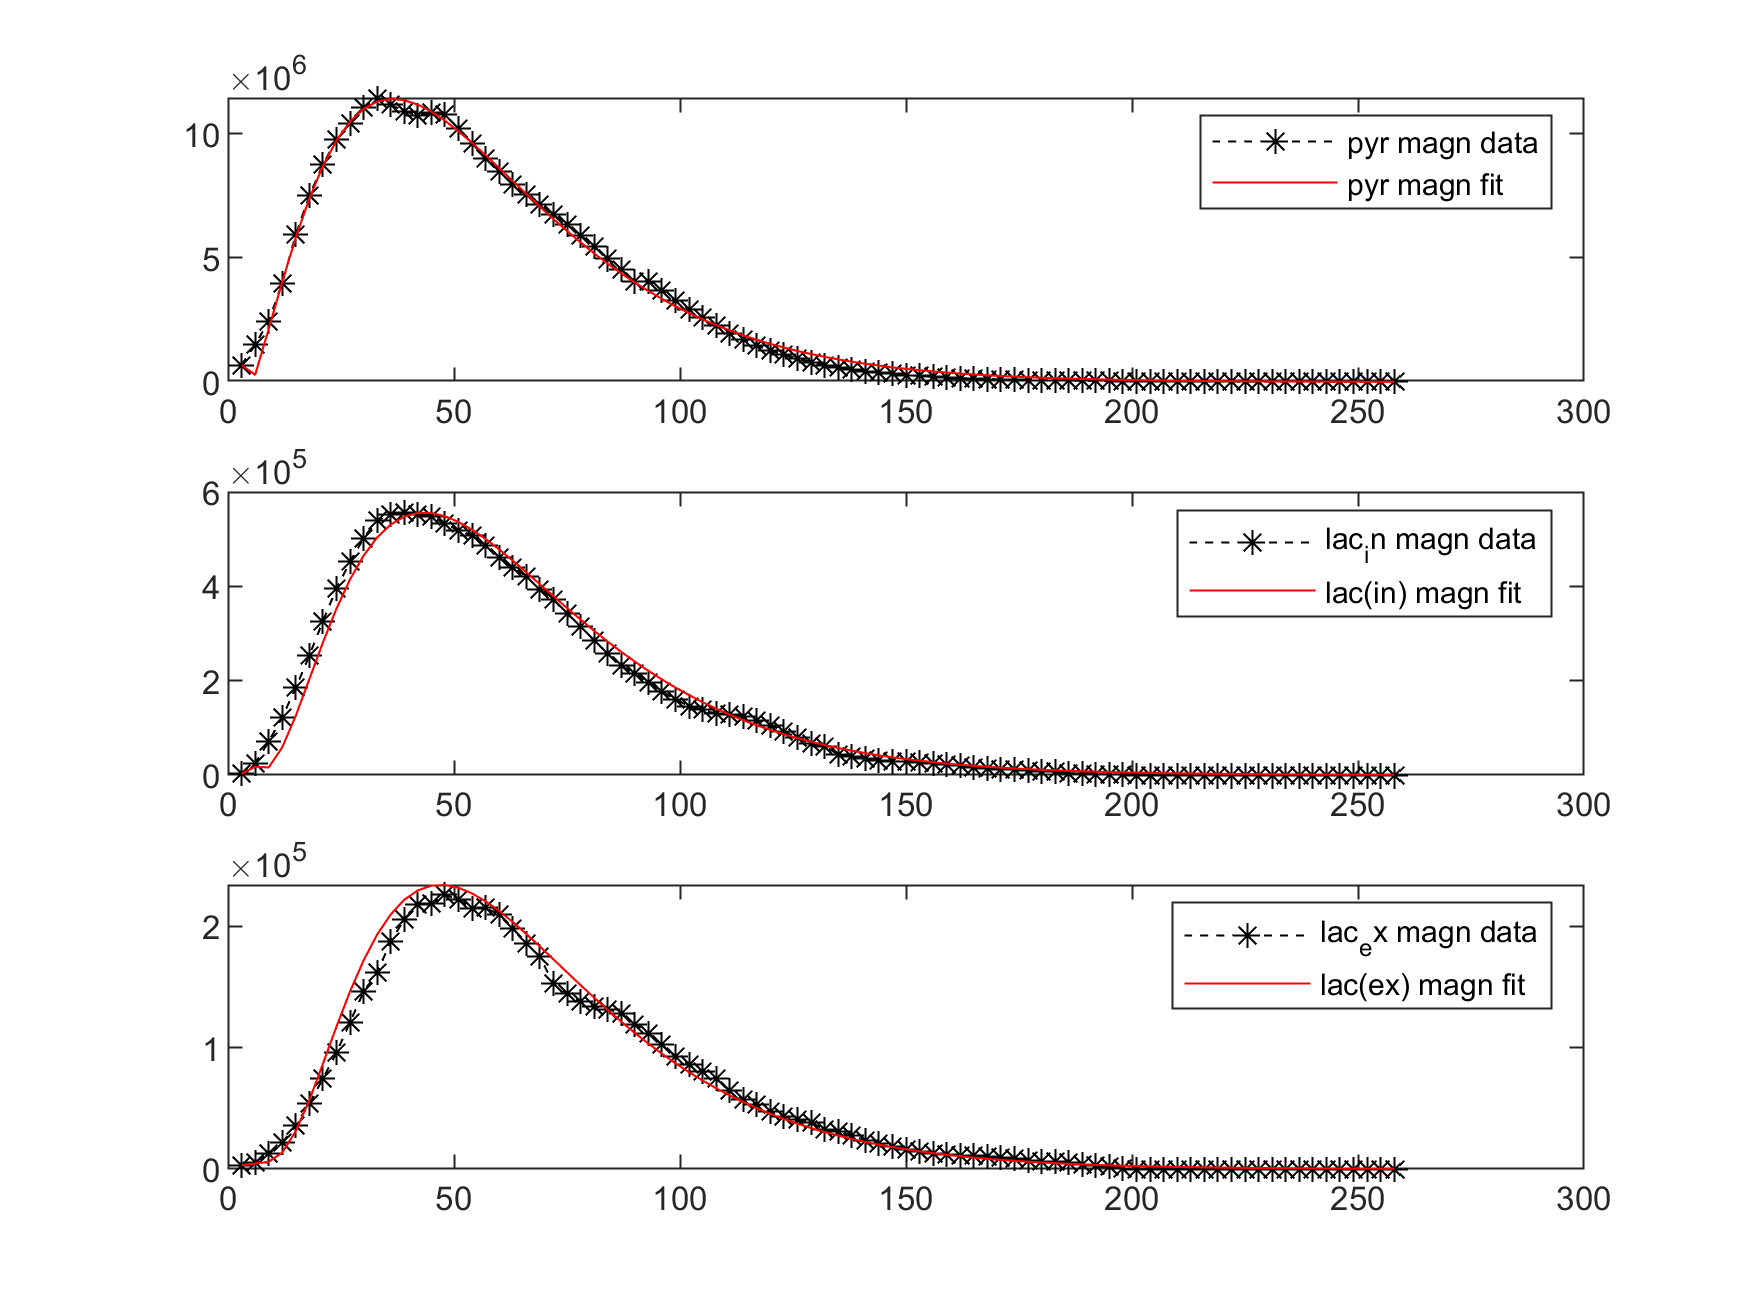 ×10^6
10
5
0
0 50 100 150 200 250 300
pyr magn data
pyr magn fit
×10^5
6
4
2
0
0 50 100 150 200 250 300
lac_in magn data
lac(in) magn fit
×10^5
2
1
0
0 50 100 150 200 250 300
lac_ex magn data
lac(ex) magn fit